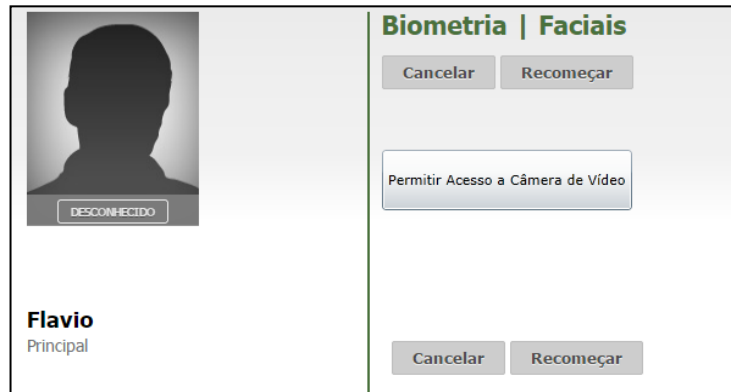 DESCONHECIDO
Flavio
Principal
Biometria | Faciais
Cancelar Recomeçar
Permitir Acesso a Câmera de Vídeo
Cancelar Recomeçar